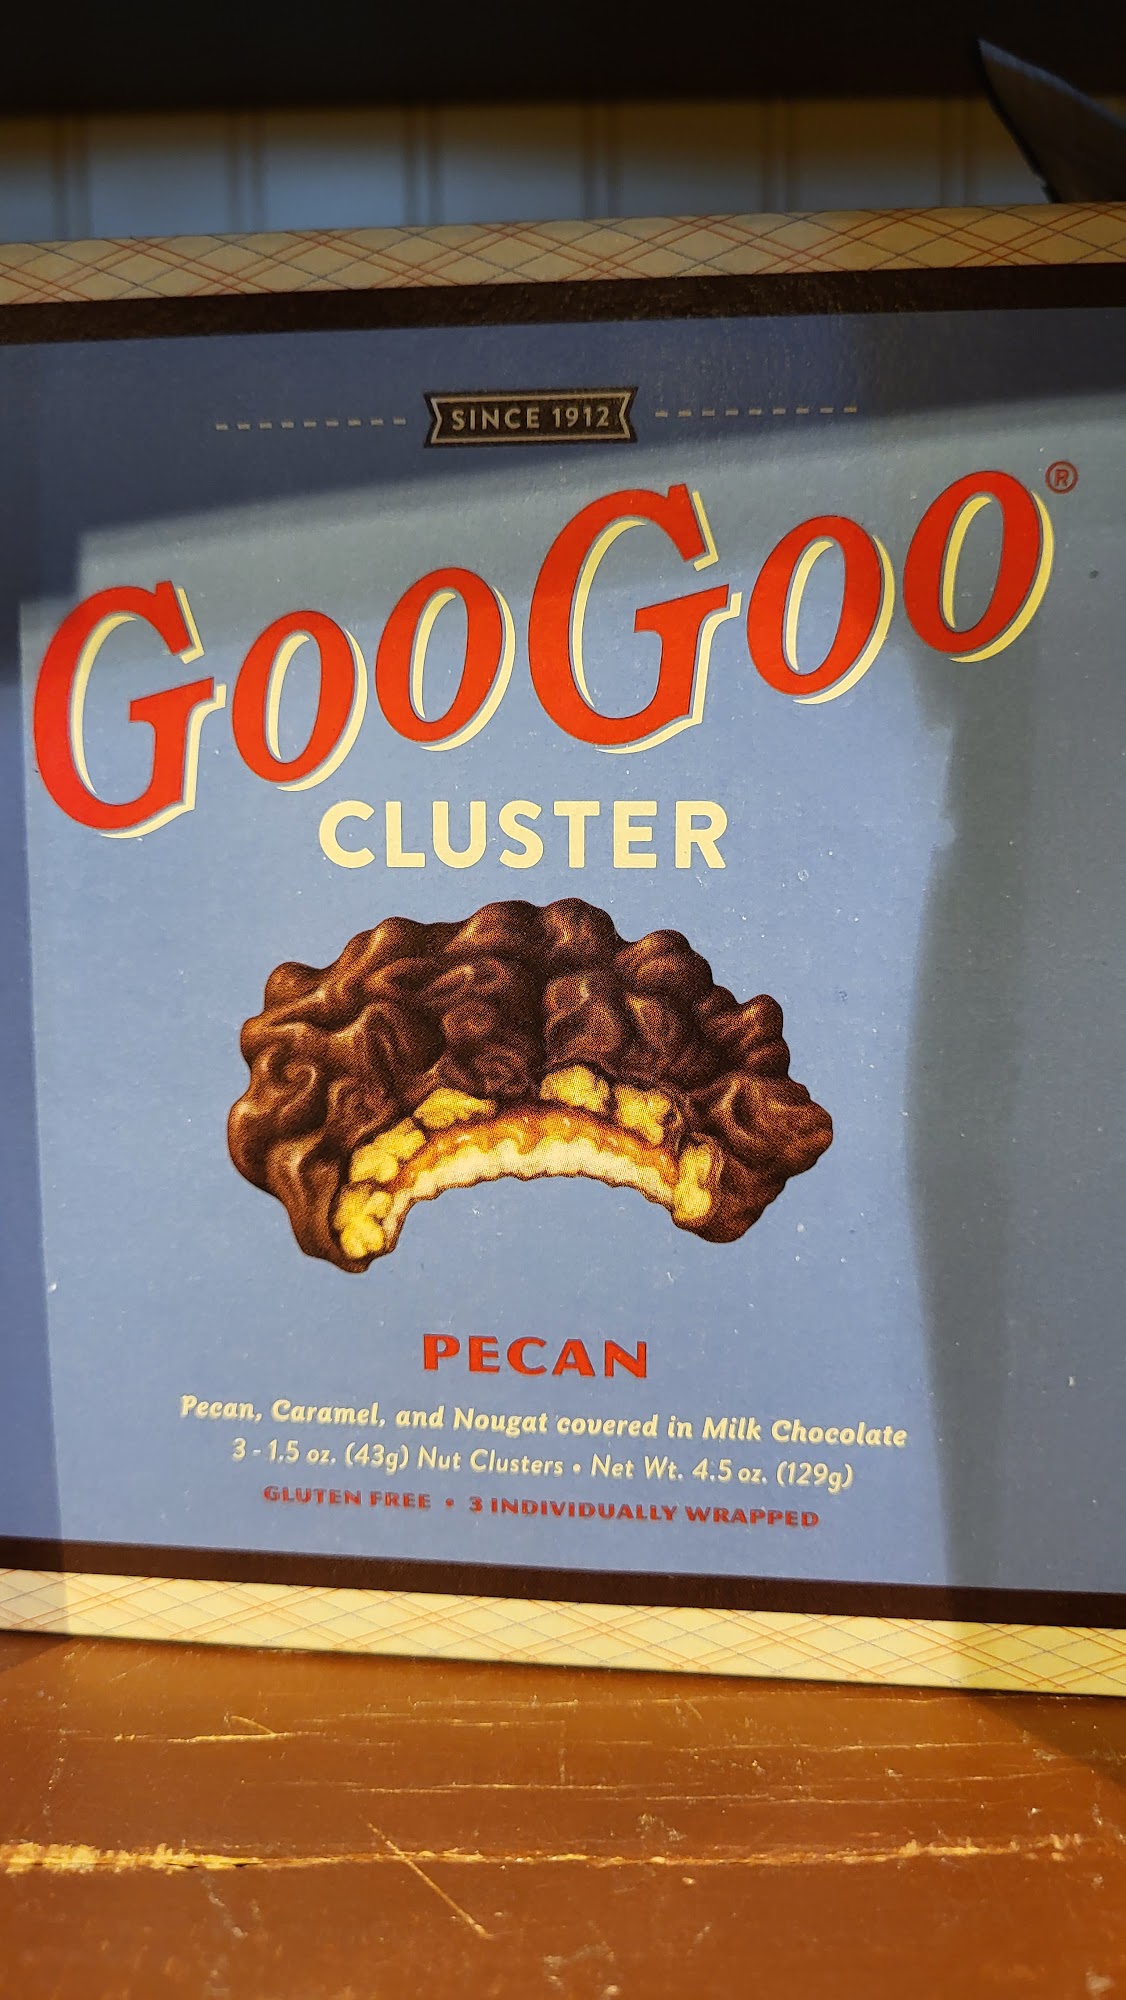 SINCE 1912
GooGoo®
CLUSTER
PECAN
Pecan, Caramel, and Nougat covered in Milk Chocolate
3 - 1.5 oz. (43g) Nut Clusters • Net Wt. 4.5 oz. (129g)
GLUTEN FREE • 3 INDIVIDUALLY WRAPPED